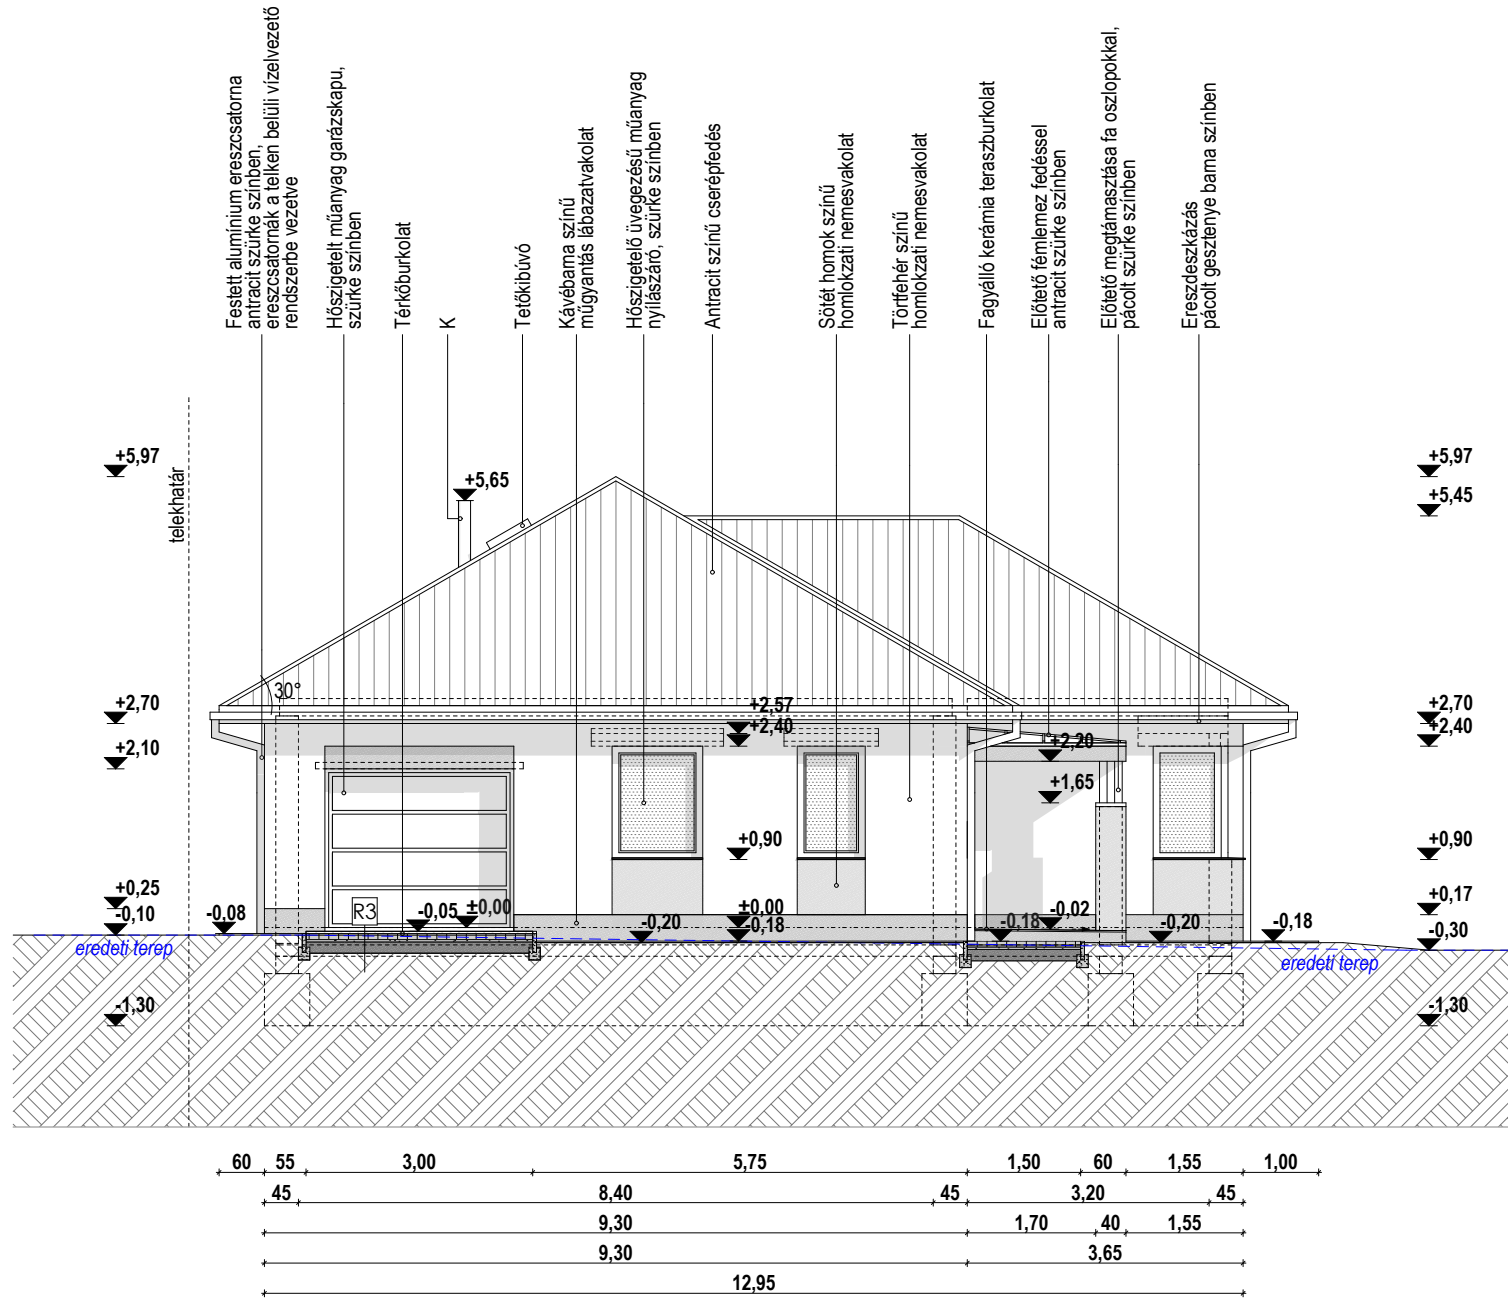 Festett alumínium ereszcsatorna
antracit szürke színben,
ereszcsatornák a telken belüli vízelvezető
rendszerbe vezetve
Hőszigetelt műanyag garázskapu,
szürke színben
Térkőburkolat
K
Tetőkibúvó
Kávébarna színű
műgyantás lábazatvakolat
Hőszigetelő üvegezésű műanyag
nyílászáró, szürke színben
Antracit színű cserépfedés
Sötét homok színű
homlokzati nemesvakolat
Törtfehér színű
homlokzati nemesvakolat
Fagyálló kerámia teraszburkolat
Előtető fémlemez fedéssel
antracit szürke színben
Előtető megtámasztása fa oszlopokkal,
pácolt szürke színben
Ereszdeszkázás
pácolt gesztenye barna színben
telekhatár
+5,97
+5,65
+5,97
+5,45
30°
+2,70
+2,57
+2,70
+2,40
+2,40
+2,10
+2,20
+1,65
+0,90
+0,90
+0,25
R3
±0,00
±0,00
+0,17
-0,10
-0,08
-0,05
-0,20
-0,18
-0,18
-0,02
-0,20
-0,18
-0,30
eredeti terep
eredeti terep
-1,30
-1,30
60 55 3,00 5,75 1,50 60 1,55 1,00
45 8,40 45 3,20 45
9,30 1,70 40 1,55
9,30 3,65
12,95